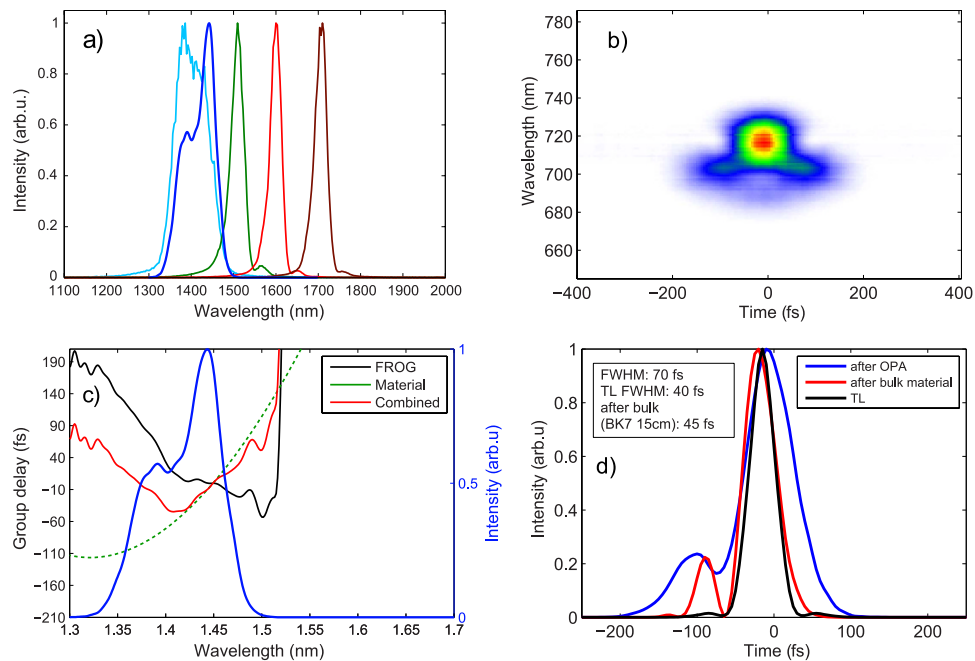 a)
Intensity (arb.u.)
1
0.8
0.6
0.4
0.2
0
1100 1200 1300 1400 1500 1600 1700 1800 1900 2000
Wavelength (nm)
b)
Wavelength (nm)
780
760
740
720
700
680
660
−400 −200 0 200 400
Time (fs)
c)
Group delay (fs)
190
140
90
40
−10
−60
−110
−160
−210
1.3 1.35 1.4 1.45 1.5 1.55 1.6 1.65 1.7
Wavelength (nm)
FROG
Material
Combined
1
0.5
0
Intensity (arb.u)
d)
Intensity (arb.u)
1
0.8
0.6
0.4
0.2
0
−200 −100 0 100 200
Time (fs)
FWHM: 70 fs
TL FWHM: 40 fs
after bulk
(BK7 15cm): 45 fs
after OPA
after bulk material
TL